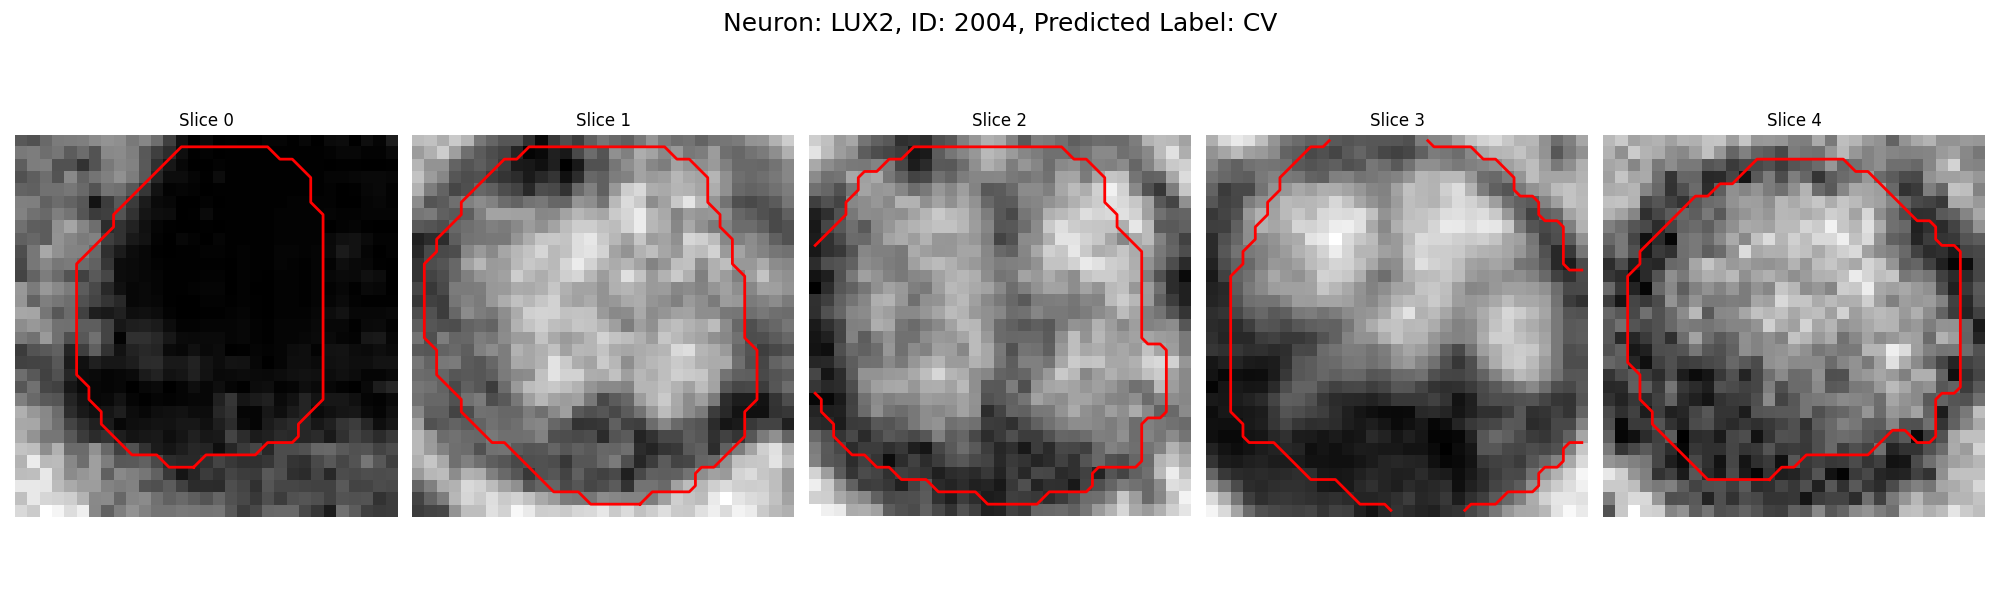 Neuron: LUX2, ID: 2004, Predicted Label: CV
Slice 0
Slice 1
Slice 2
Slice 3
Slice 4